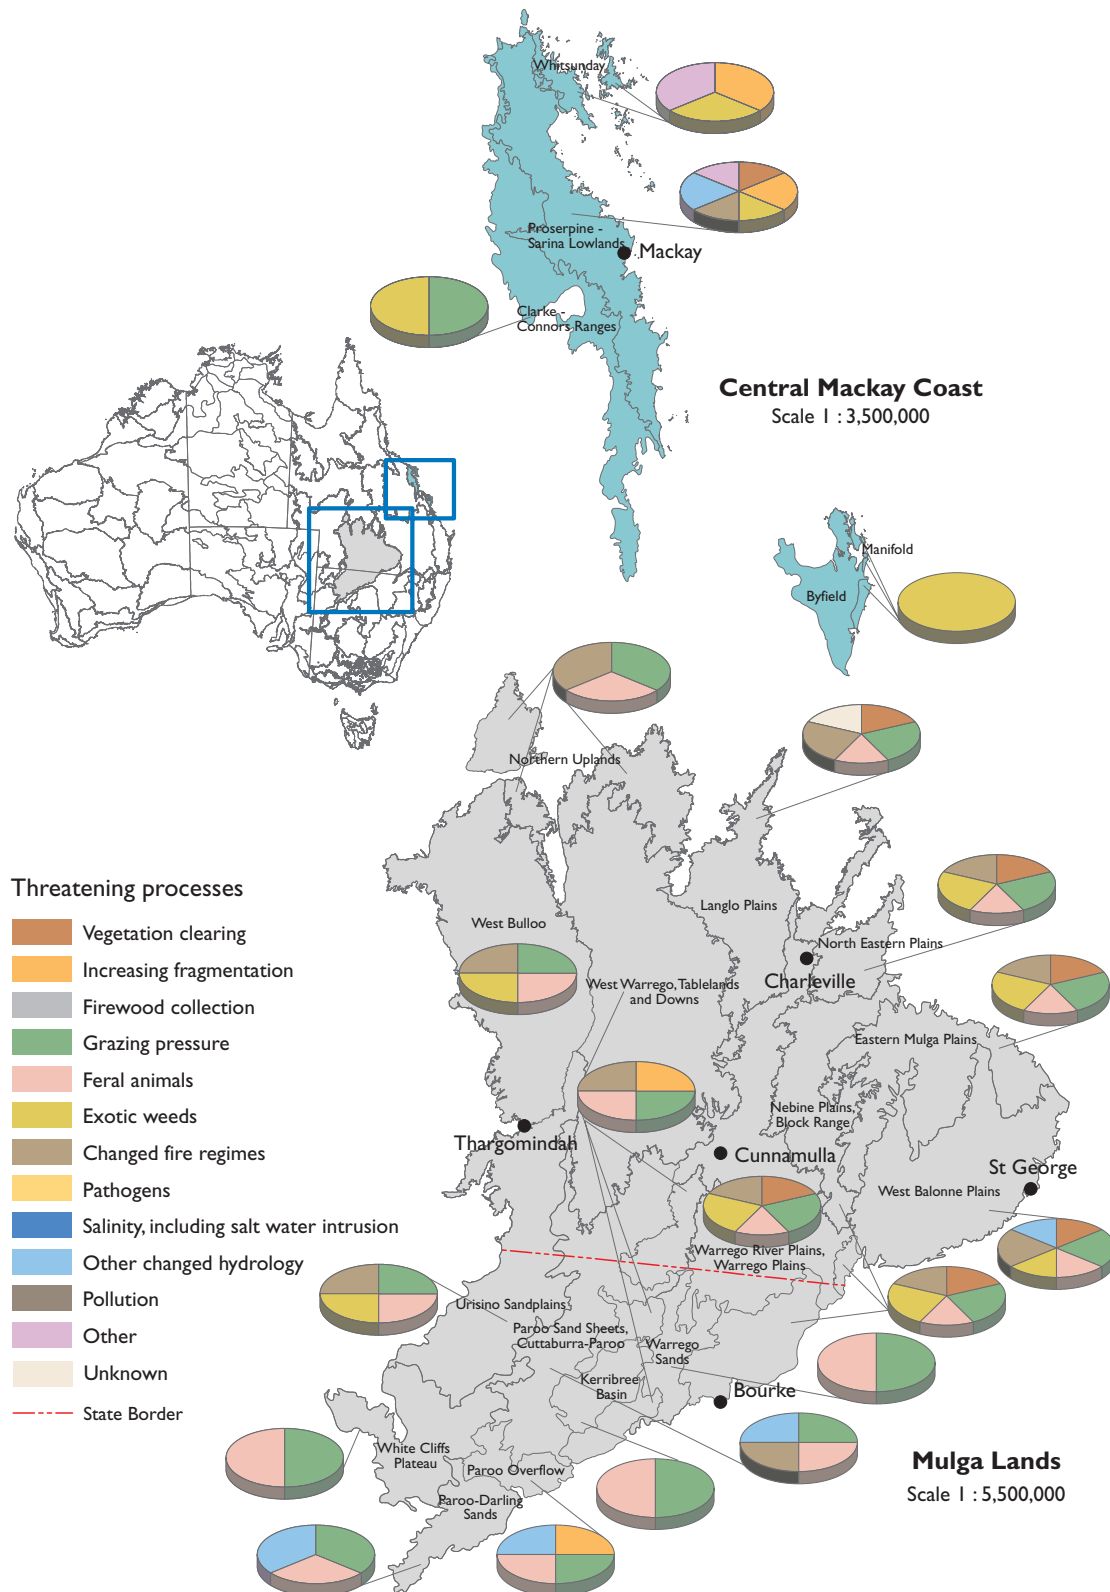 Whitsunday
Proserpine -
Sarina Lowlands
Mackay
Clarke -
Connors Ranges
Central Mackay Coast
Scale 1 : 3,500,000
Manifold
Byfield
Northern Uplands
Threatening processes
Vegetation clearing
Increasing fragmentation
Firewood collection
Grazing pressure
Feral animals
Exotic weeds
Changed fire regimes
Pathogens
Salinity, including salt water intrusion
Other changed hydrology
Pollution
Other
Unknown
State Border
West Bulloo
Langlo Plains
North Eastern Plains
Charleville
West Warrego, Tablelands
and Downs
Eastern Mulga Plains
Nebine Plains,
Block Range
Thargomindah
Cunnamulla
St George
West Balonne Plains
Warrego River Plains,
Warrego Plains
Urisino Sandplains
Paroo Sand Sheets,
Cuttaburra-Paroo
Warrego
Sands
Kerribree
Basin
Bourke
White Cliffs
Plateau
Paroo Overflow
Paroo-Darling
Sands
Mulga Lands
Scale 1 : 5,500,000